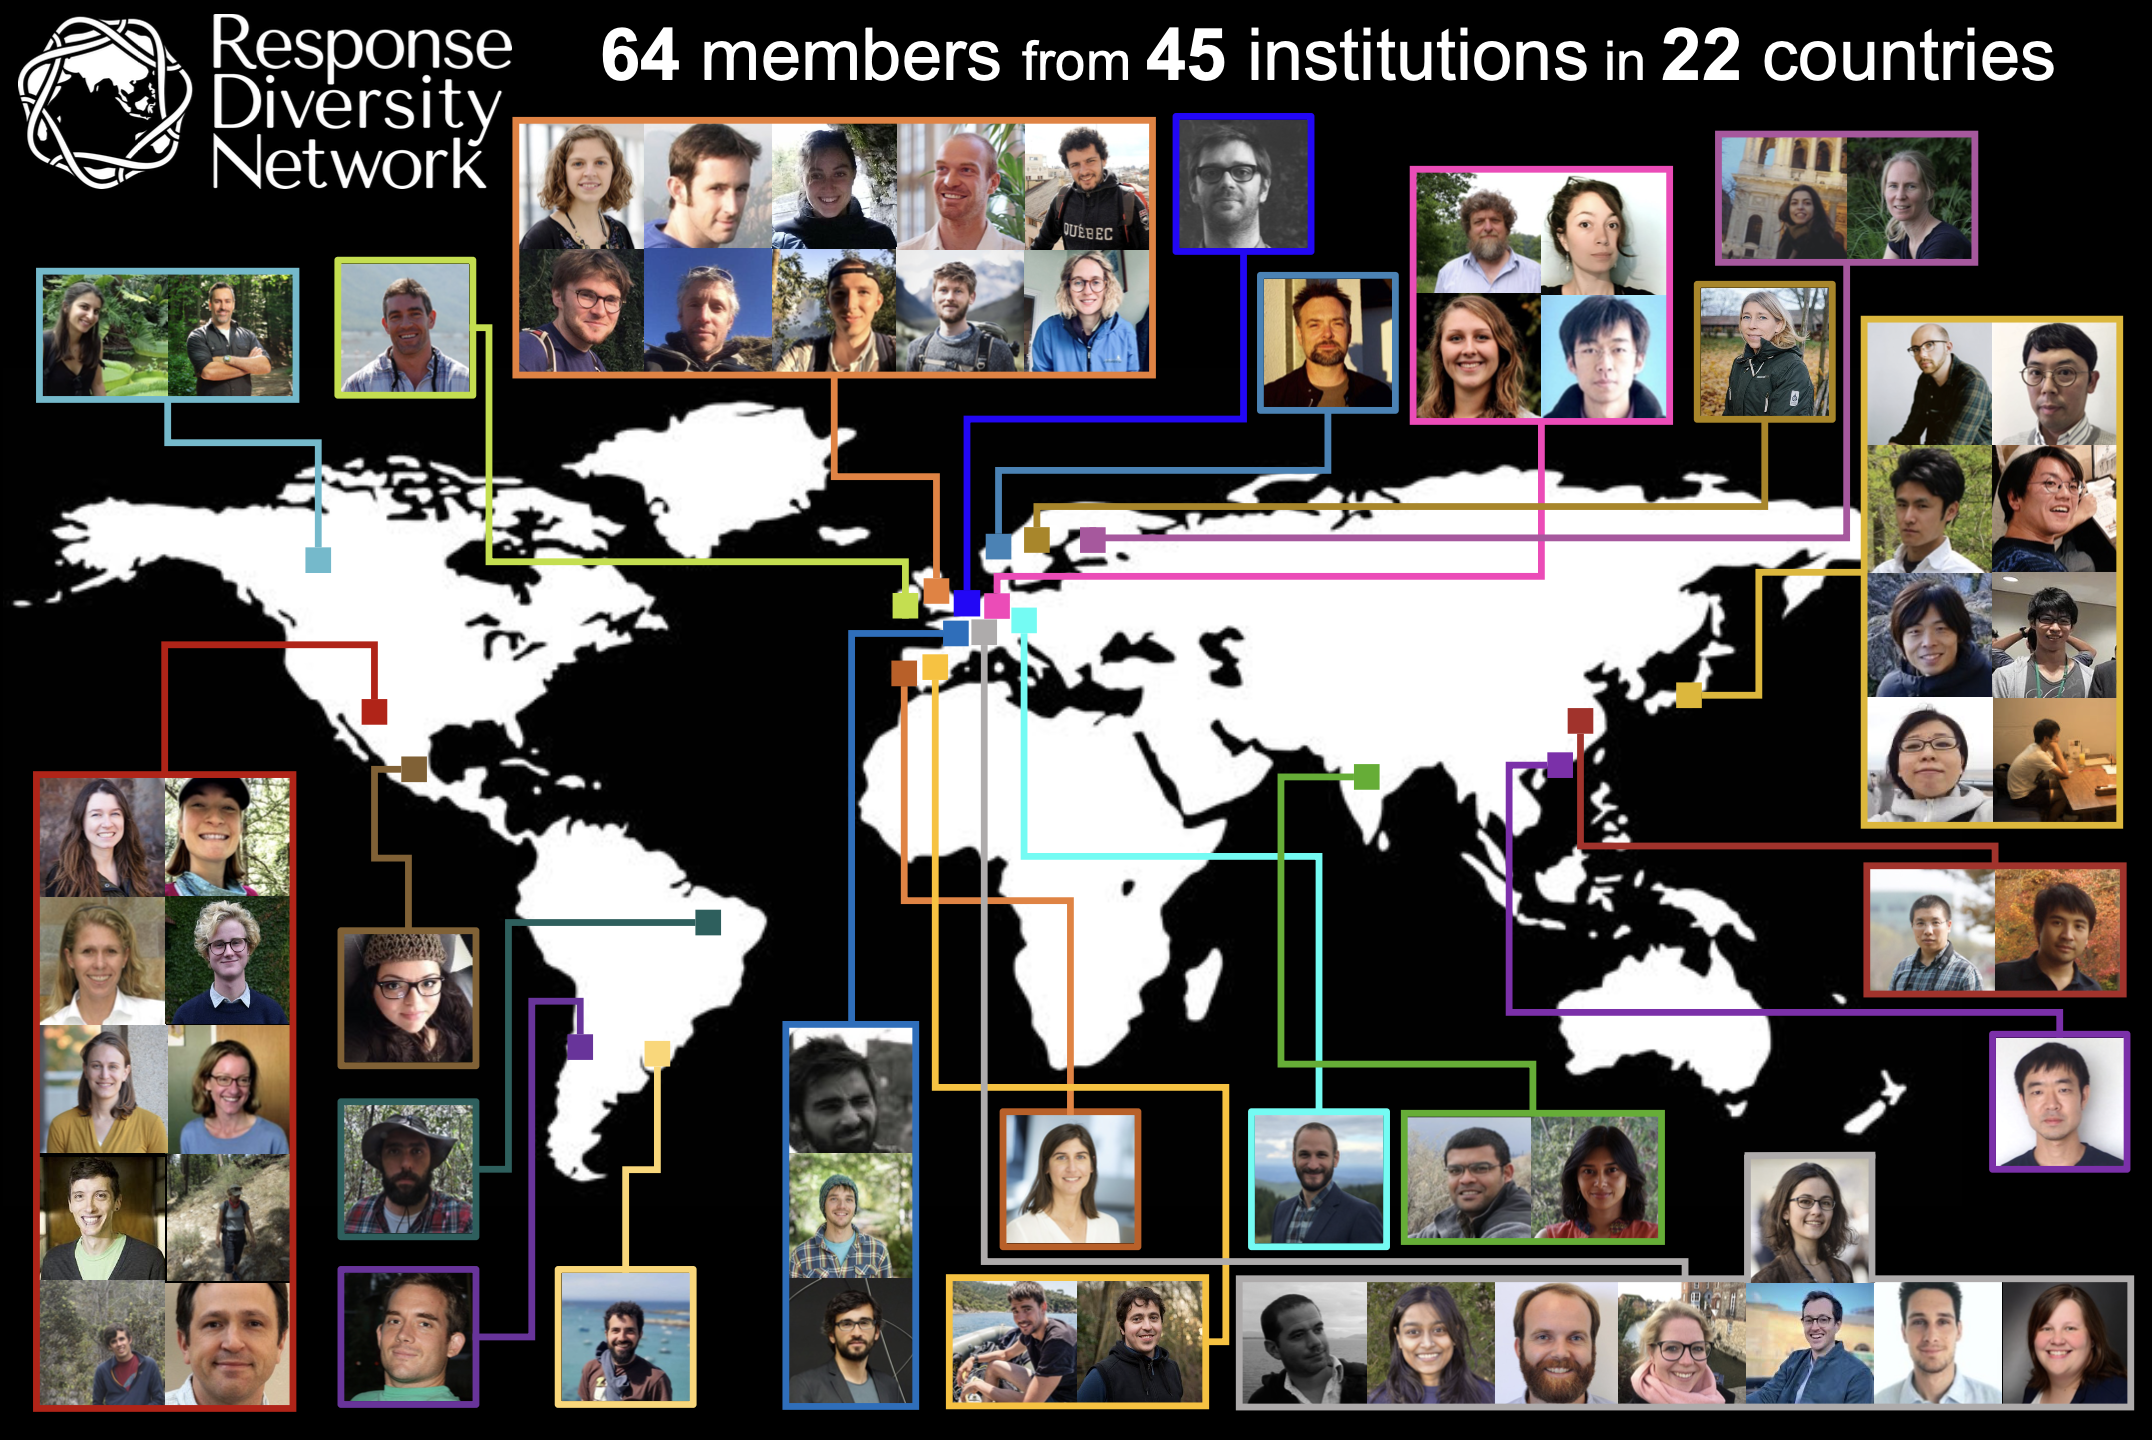 Response
Diversity
Network
64 members from 45 institutions in 22 countries
QUÉBEC